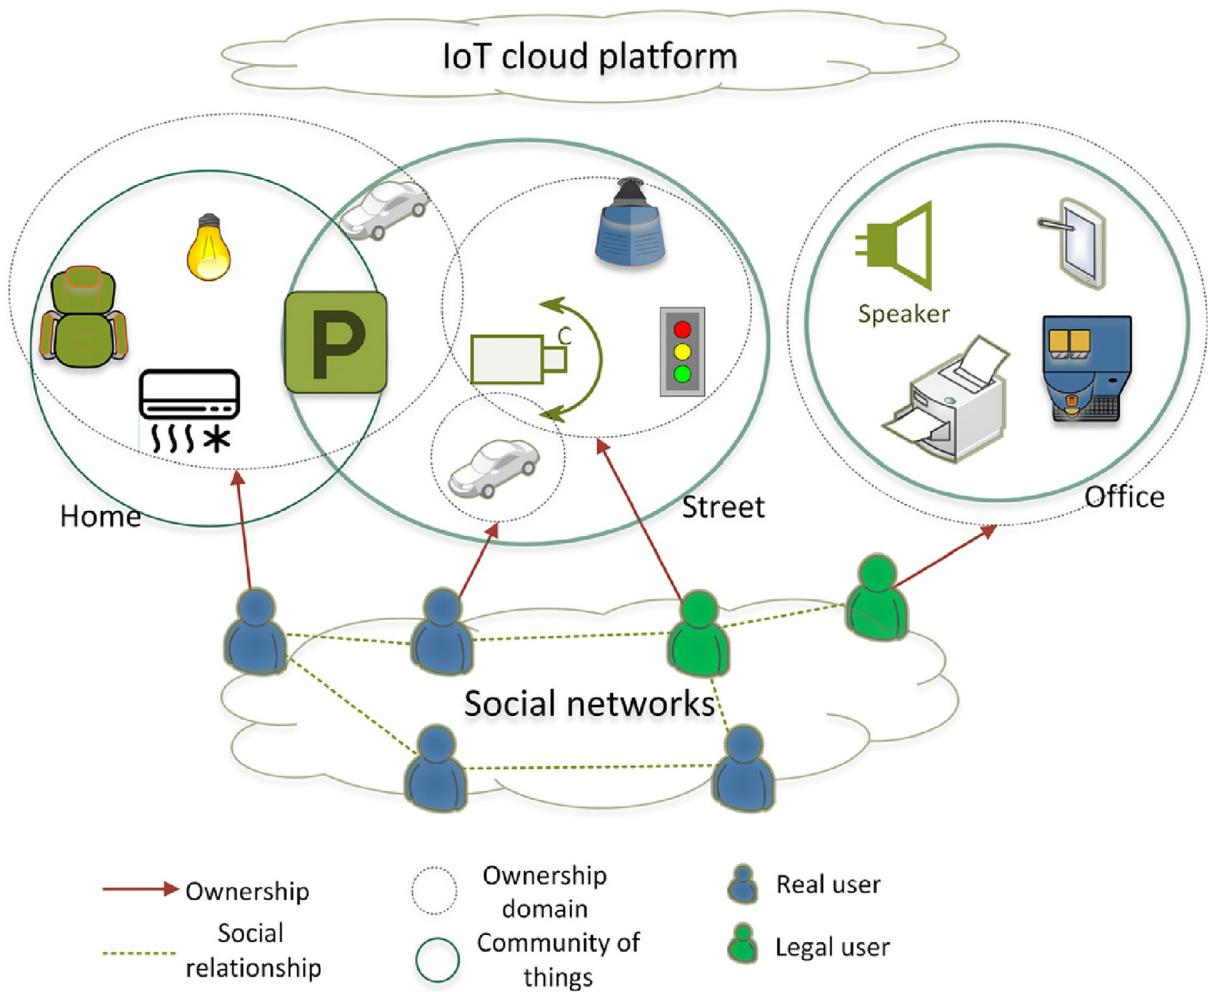 IoT cloud platform
Speaker
P
C
Home
Street
Office
Social networks
Ownership
Social
relationship
Ownership
domain
Community of
things
Real user
Legal user